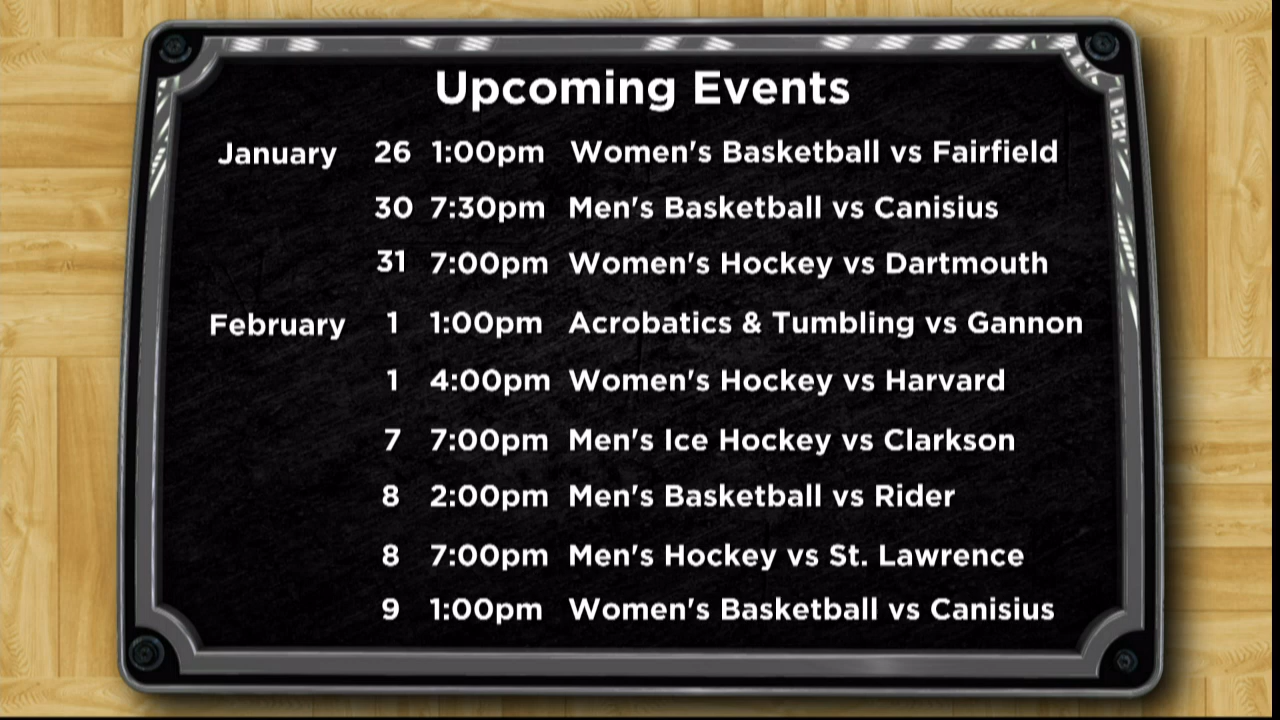 Upcoming Events
January 26 1:00pm Women's Basketball vs Fairfield
30 7:30pm Men's Basketball vs Canisius
31 7:00pm Women's Hockey vs Dartmouth
February 1 1:00pm Acrobatics & Tumbling vs Gannon
1 4:00pm Women's Hockey vs Harvard
7 7:00pm Men's Ice Hockey vs Clarkson
8 2:00pm Men's Basketball vs Rider
8 7:00pm Men's Hockey vs St. Lawrence
9 1:00pm Women's Basketball vs Canisius